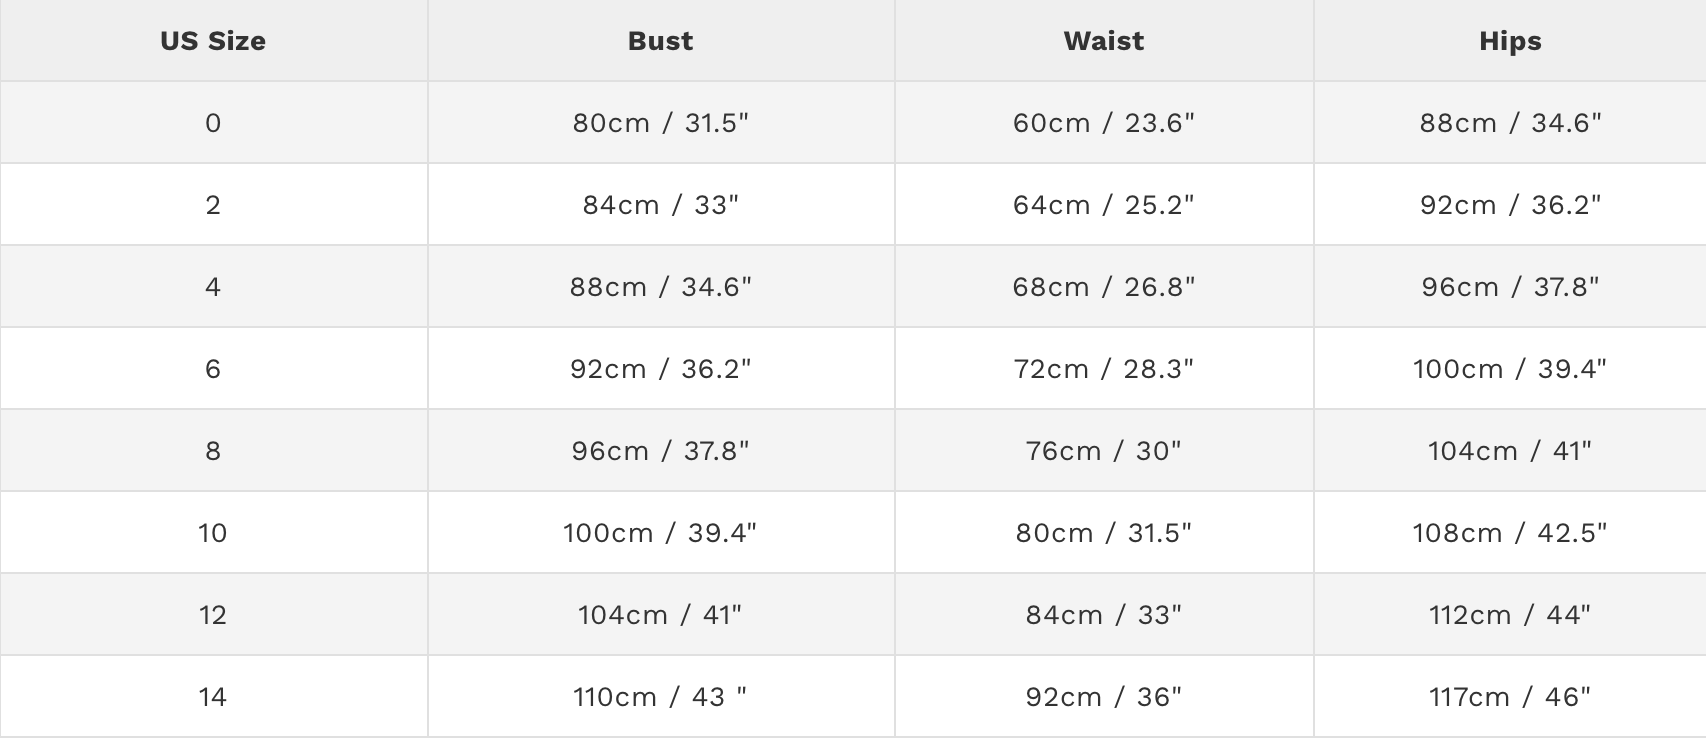 US Size Bust Waist Hips
0 80cm / 31.5" 60cm / 23.6" 88cm / 34.6"
2 84cm / 33" 64cm / 25.2" 92cm / 36.2"
4 88cm / 34.6" 68cm / 26.8" 96cm / 37.8"
6 92cm / 36.2" 72cm / 28.3" 100cm / 39.4"
8 96cm / 37.8" 76cm / 30" 104cm / 41"
10 100cm / 39.4" 80cm / 31.5" 108cm / 42.5"
12 104cm / 41" 84cm / 33" 112cm / 44"
14 110cm / 43 " 92cm / 36" 117cm / 46"